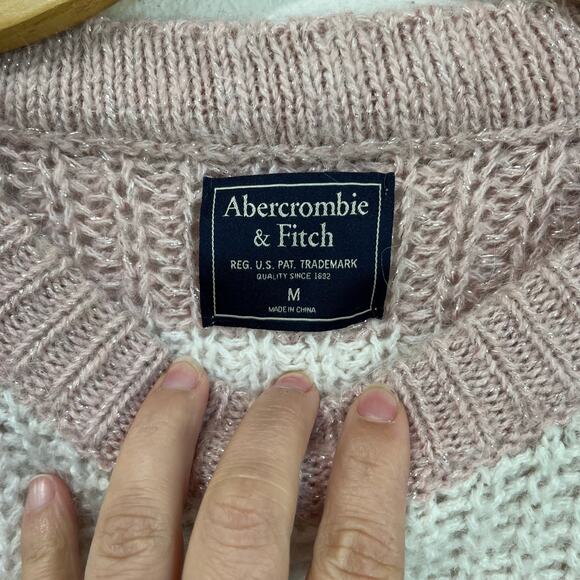 Abercrombie
& Fitch
REG. U.S. PAT. TRADEMARK
QUALITY SINCE 1892
M
MADE IN CHINA